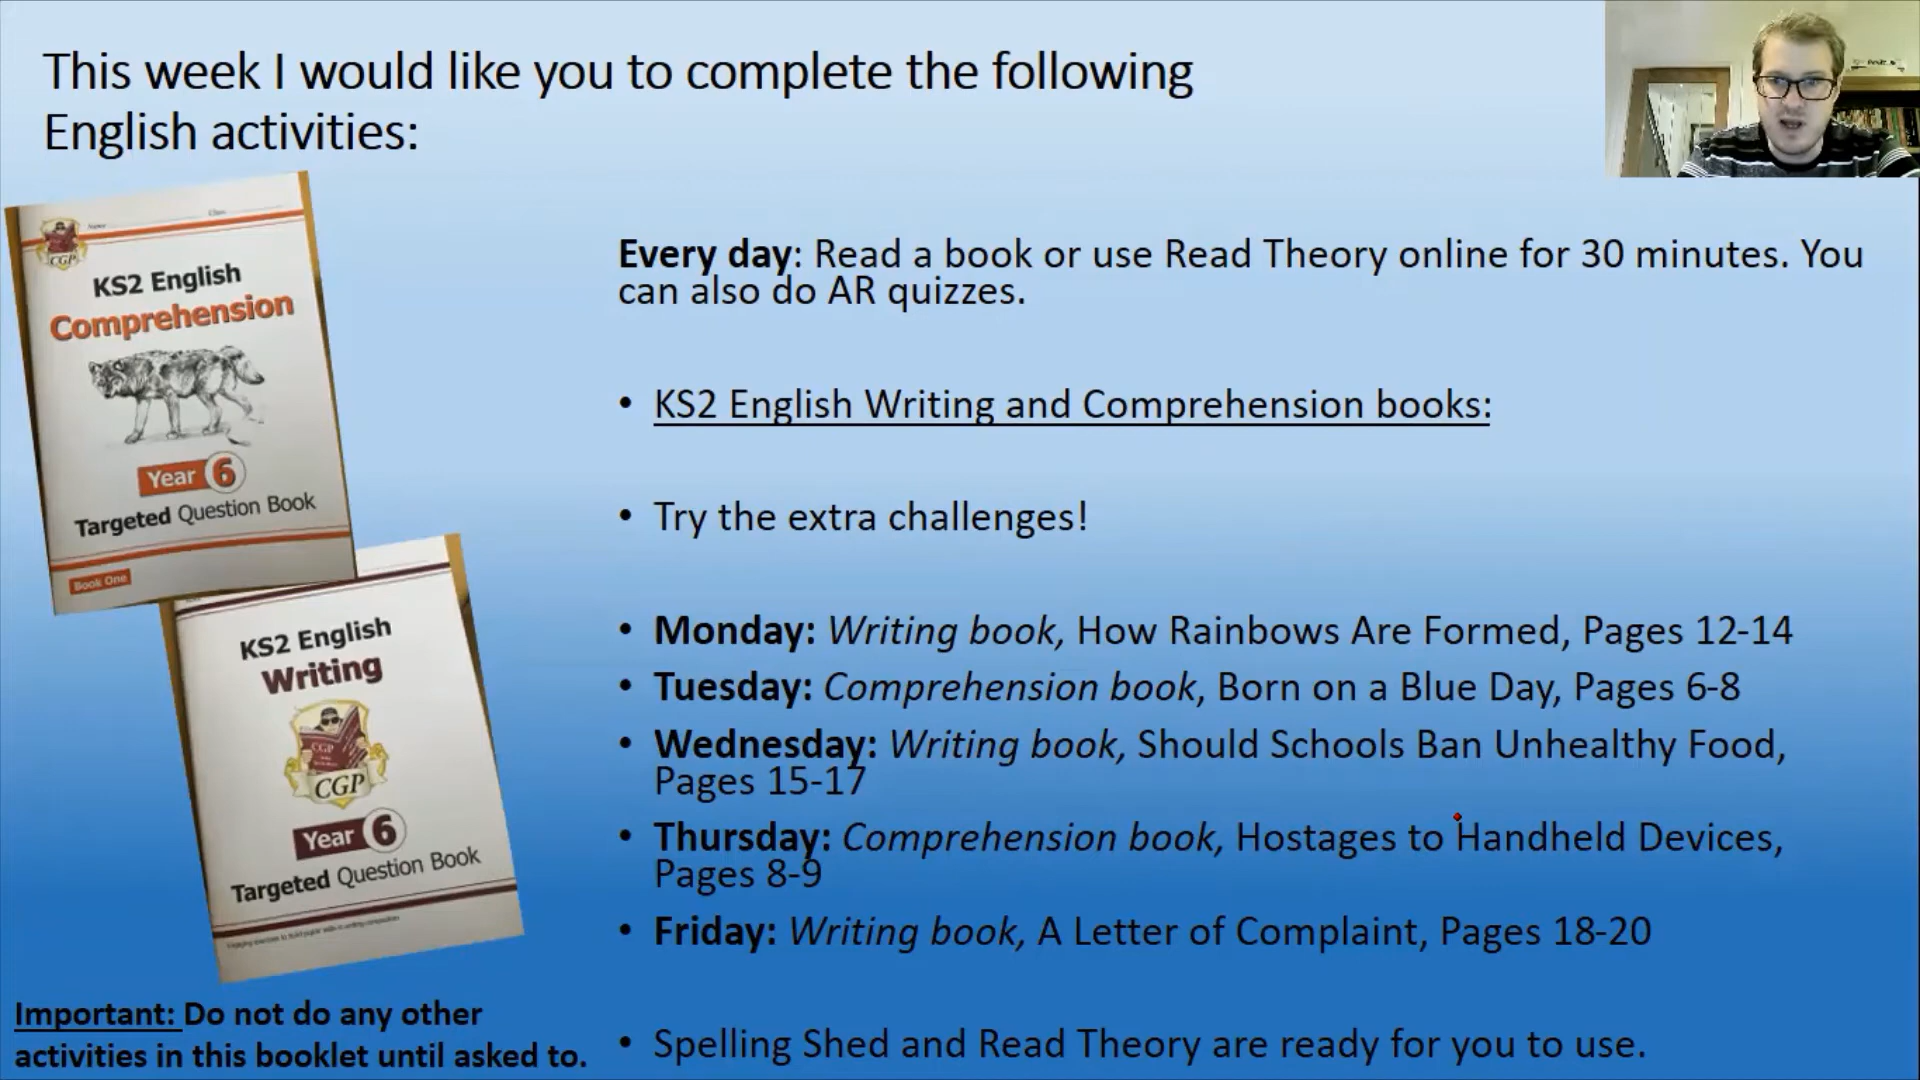 This week I would like you to complete the following
English activities:
Name
Class
CGP
KS2 English
Comprehension
Year 6
Targeted Question Book
Book One
KS2 English
Writing
CGP
CGP
Year 6
Targeted Question Book
Important: Do not do any other
activities in this booklet until asked to.
Every day: Read a book or use Read Theory online for 30 minutes. You
can also do AR quizzes.
• KS2 English Writing and Comprehension books:
• Try the extra challenges!
• Monday: Writing book, How Rainbows Are Formed, Pages 12-14
• Tuesday: Comprehension book, Born on a Blue Day, Pages 6-8
• Wednesday: Writing book, Should Schools Ban Unhealthy Food,
Pages 15-17
• Thursday: Comprehension book, Hostages to Handheld Devices,
Pages 8-9
• Friday: Writing book, A Letter of Complaint, Pages 18-20
• Spelling Shed and Read Theory are ready for you to use.